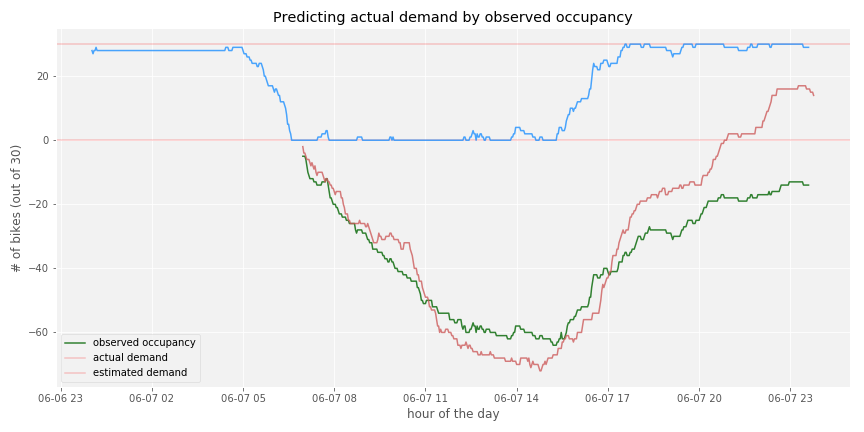 Predicting actual demand by observed occupancy
# of bikes (out of 30)
20
0
−20
−40
−60
observed occupancy
actual demand
estimated demand
06-06 23 06-07 02 06-07 05 06-07 08 06-07 11 06-07 14 06-07 17 06-07 20 06-07 23
hour of the day